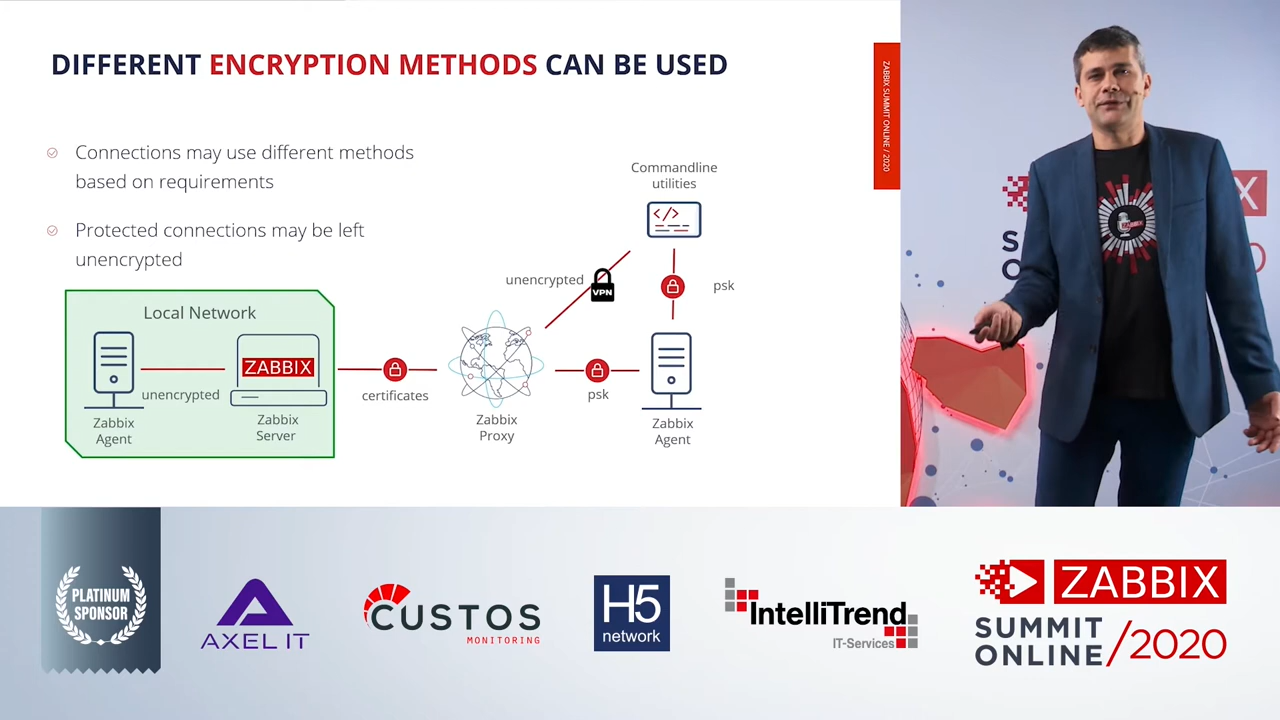 DIFFERENT ENCRYPTION METHODS CAN BE USED
ZABBIX SUMMIT ONLINE / 2020
Connections may use different methods
based on requirements
Protected connections may be left
unencrypted
Commandline
utilities
unencrypted
VPN
psk
Local Network
ZABBIX
unencrypted
certificates
psk
Zabbix
Agent
Zabbix
Server
Zabbix
Proxy
Zabbix
Agent
ZABBIX
X
S
O
0
PLATINUM
SPONSOR
AXEL IT
CUSTOS
MONITORING
H5
network
IntelliTrend
IT-Services
ZABBIX
SUMMIT
ONLINE/2020